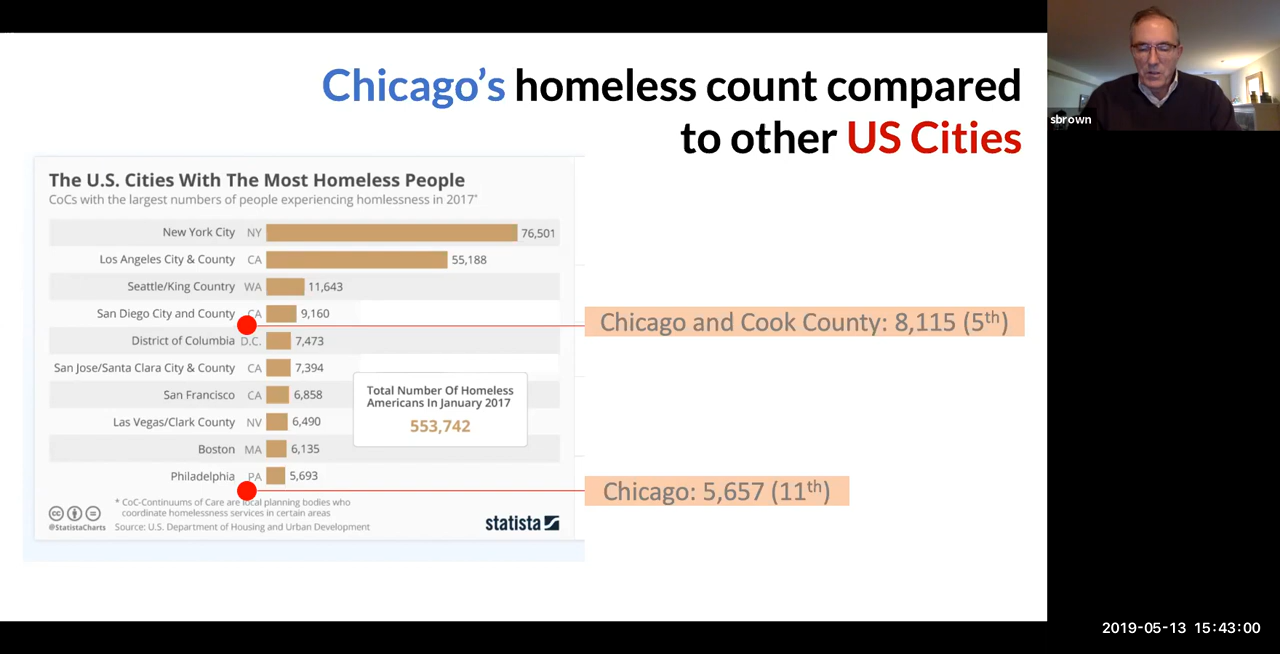 Chicago's homeless count compared
to other US Cities
sbrown
The U.S. Cities With The Most Homeless People
CoCs with the largest numbers of people experiencing homlessness in 2017*
New York City NY 76,501
Los Angeles City & County CA 55,188
Seattle/King Country WA 11,643
San Diego City and County CA 9,160
Chicago and Cook County: 8,115 (5th)
District of Columbia D.C. 7,473
San Jose/Santa Clara City & County CA 7,394
San Francisco CA 6,858
Las Vegas/Clark County NV 6,490
Boston MA 6,135
Philadelphia PA 5,693
Total Number Of Homeless
Americans In January 2017
553,742
Chicago: 5,657 (11th)
* CoC-Continuums of Care are local planning bodies who
coordinate homelessness services in certain areas
@StatistaCharts Source: U.S. Department of Housing and Urban Development
statista
2019-05-13 15:43:00